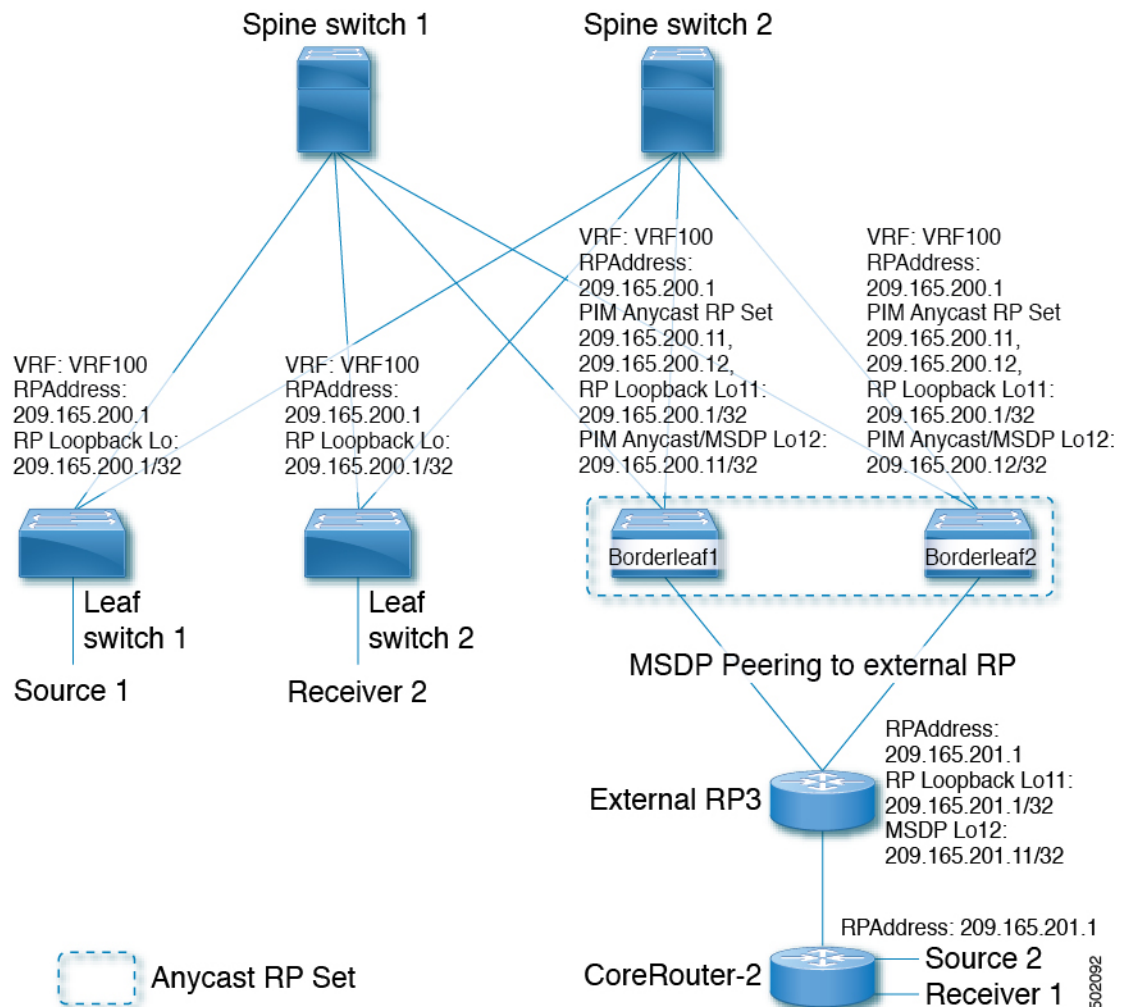 Spine switch 1
Spine switch 2
VRF: VRF100
RPAddress:
209.165.200.1
RP Loopback Lo:
209.165.200.1/32
VRF: VRF100
RPAddress:
209.165.200.1
RP Loopback Lo:
209.165.200.1/32
VRF: VRF100
RPAddress:
209.165.200.1
PIM Anycast RP Set
209.165.200.11,
209.165.200.12,
RP Loopback Lo11:
209.165.200.1/32
PIM Anycast/MSDP Lo12:
209.165.200.11/32
VRF: VRF100
RPAddress:
209.165.200.1
PIM Anycast RP Set
209.165.200.11,
209.165.200.12,
RP Loopback Lo11:
209.165.200.1/32
PIM Anycast/MSDP Lo12:
209.165.200.12/32
Borderleaf1
Borderleaf2
Leaf
switch 1
Leaf
switch 2
Source 1
Receiver 2
MSDP Peering to external RP
External RP3
RPAddress:
209.165.201.1
RP Loopback Lo11:
209.165.201.1/32
MSDP Lo12:
209.165.201.11/32
RPAddress: 209.165.201.1
CoreRouter-2
Source 2
Receiver 1
Anycast RP Set
502092